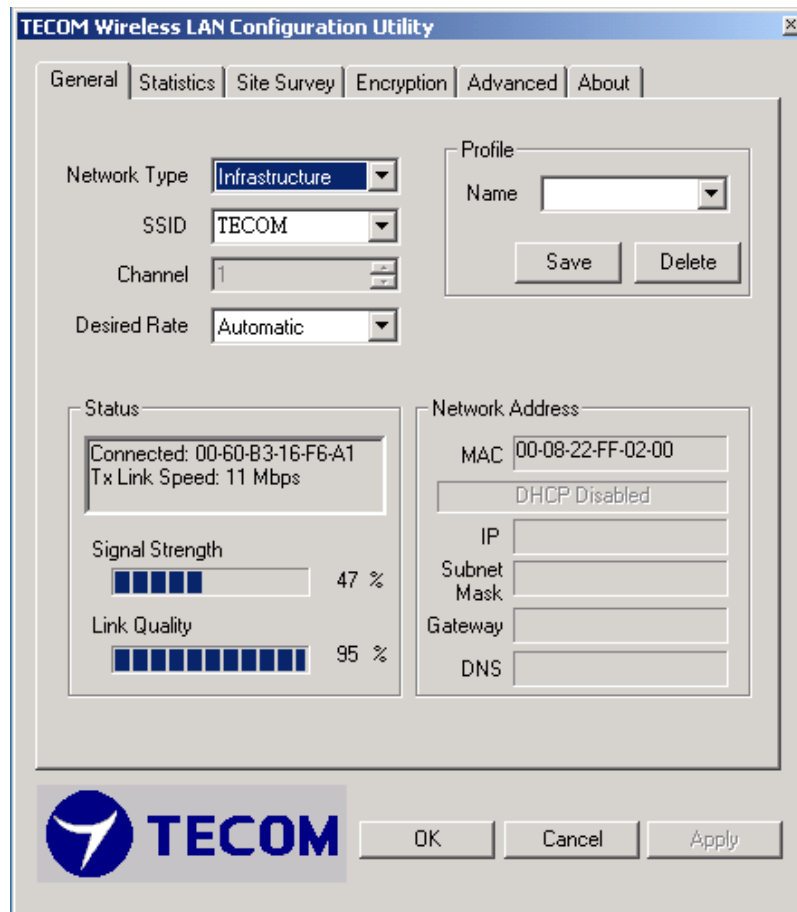 TECOM Wireless LAN Configuration Utility
General Statistics Site Survey Encryption Advanced About
Network Type Infrastructure
SSID TECOM
Channel 1
Desired Rate Automatic
Profile
Name
Save Delete
Status
Connected: 00-60-B3-16-F6-A1
Tx Link Speed: 11 Mbps
Signal Strength
47 %
Link Quality
95 %
Network Address
MAC 00-08-22-FF-02-00
DHCP Disabled
IP
Subnet
Mask
Gateway
DNS
TECOM
OK Cancel Apply